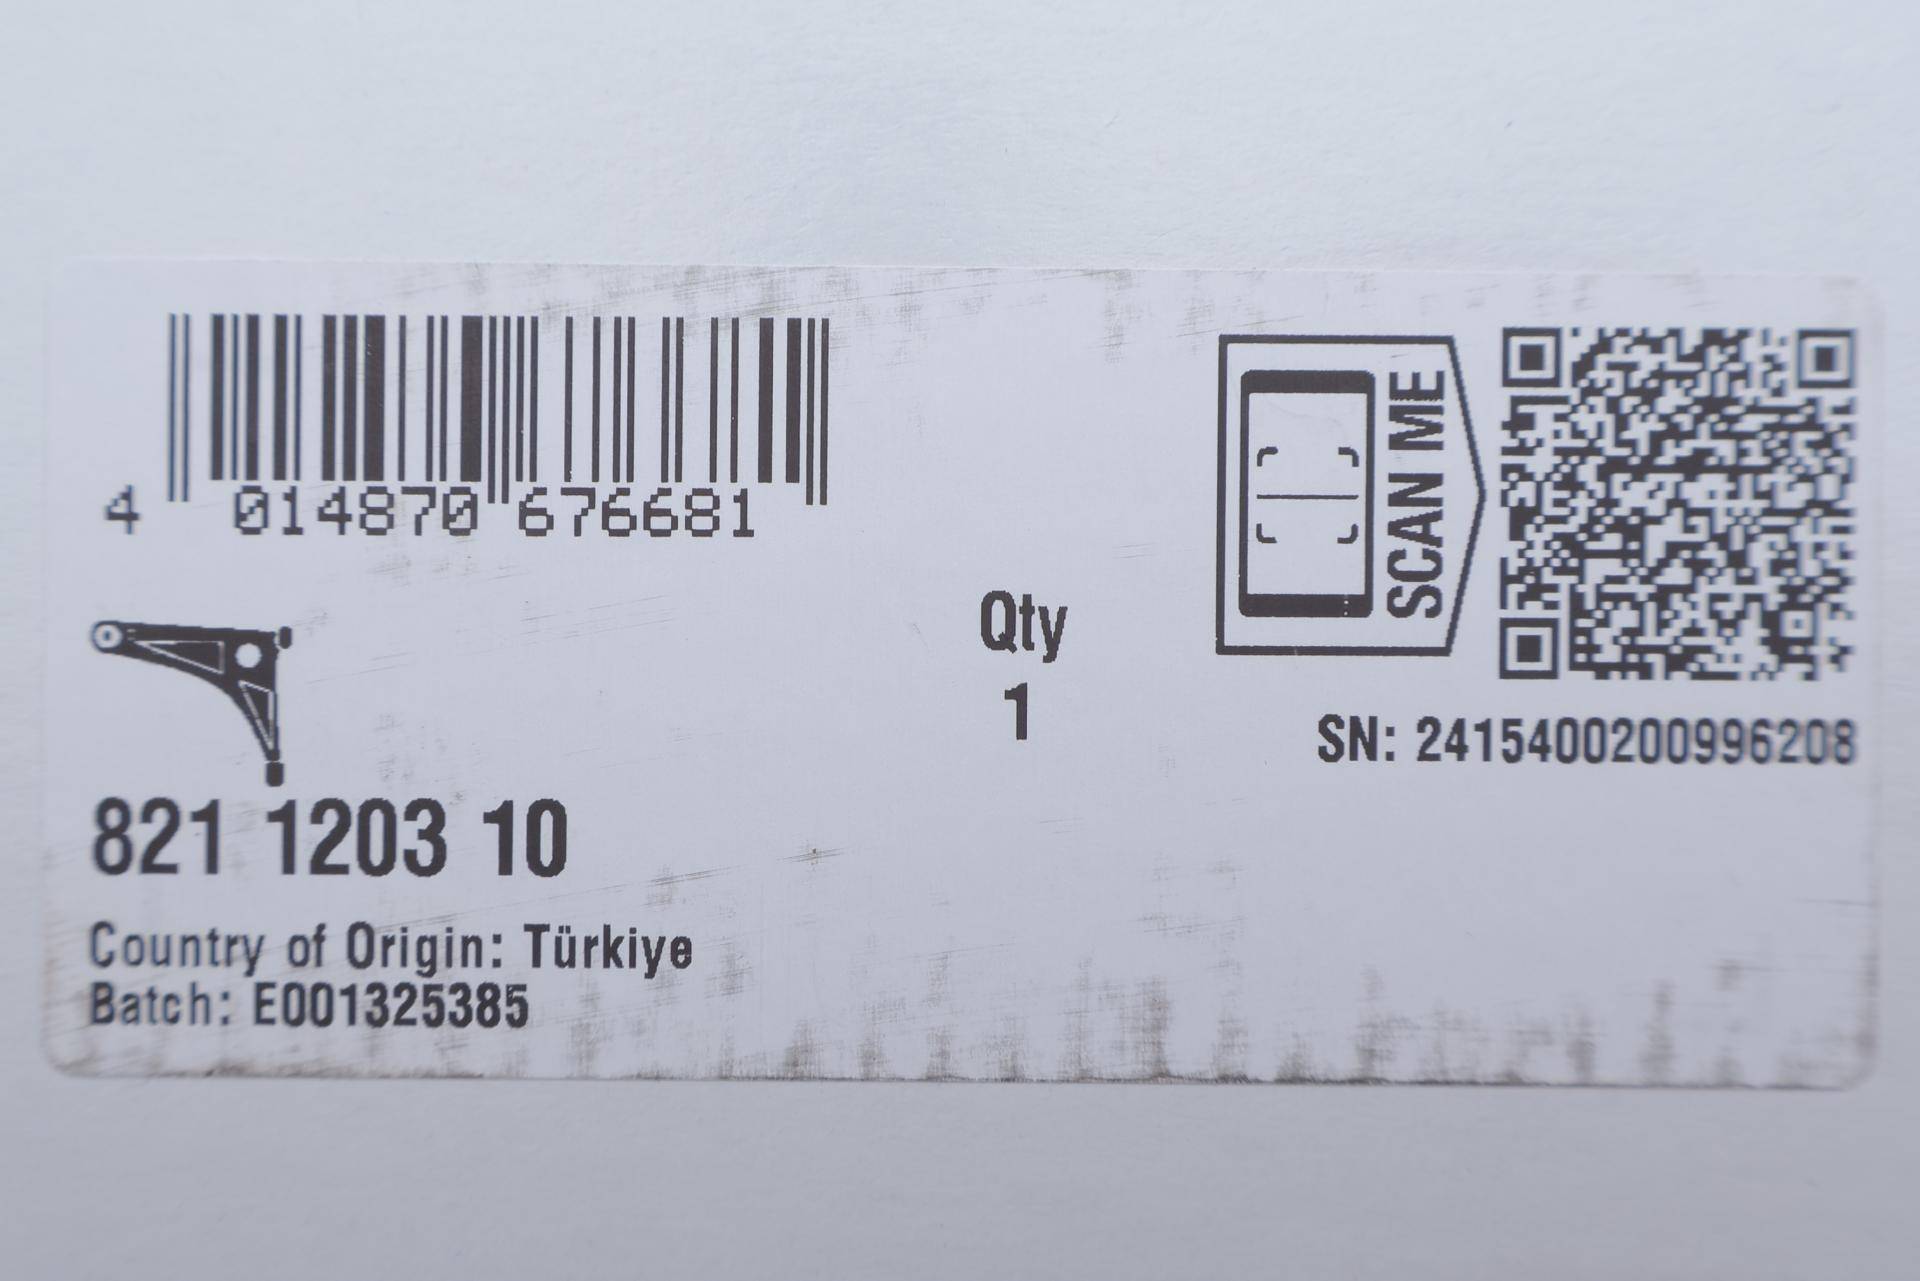 4 014870 676681
Qty
1
SCAN ME
SN: 2415400200996208
821 1203 10
Country of Origin: Türkiye
Batch: E001325385